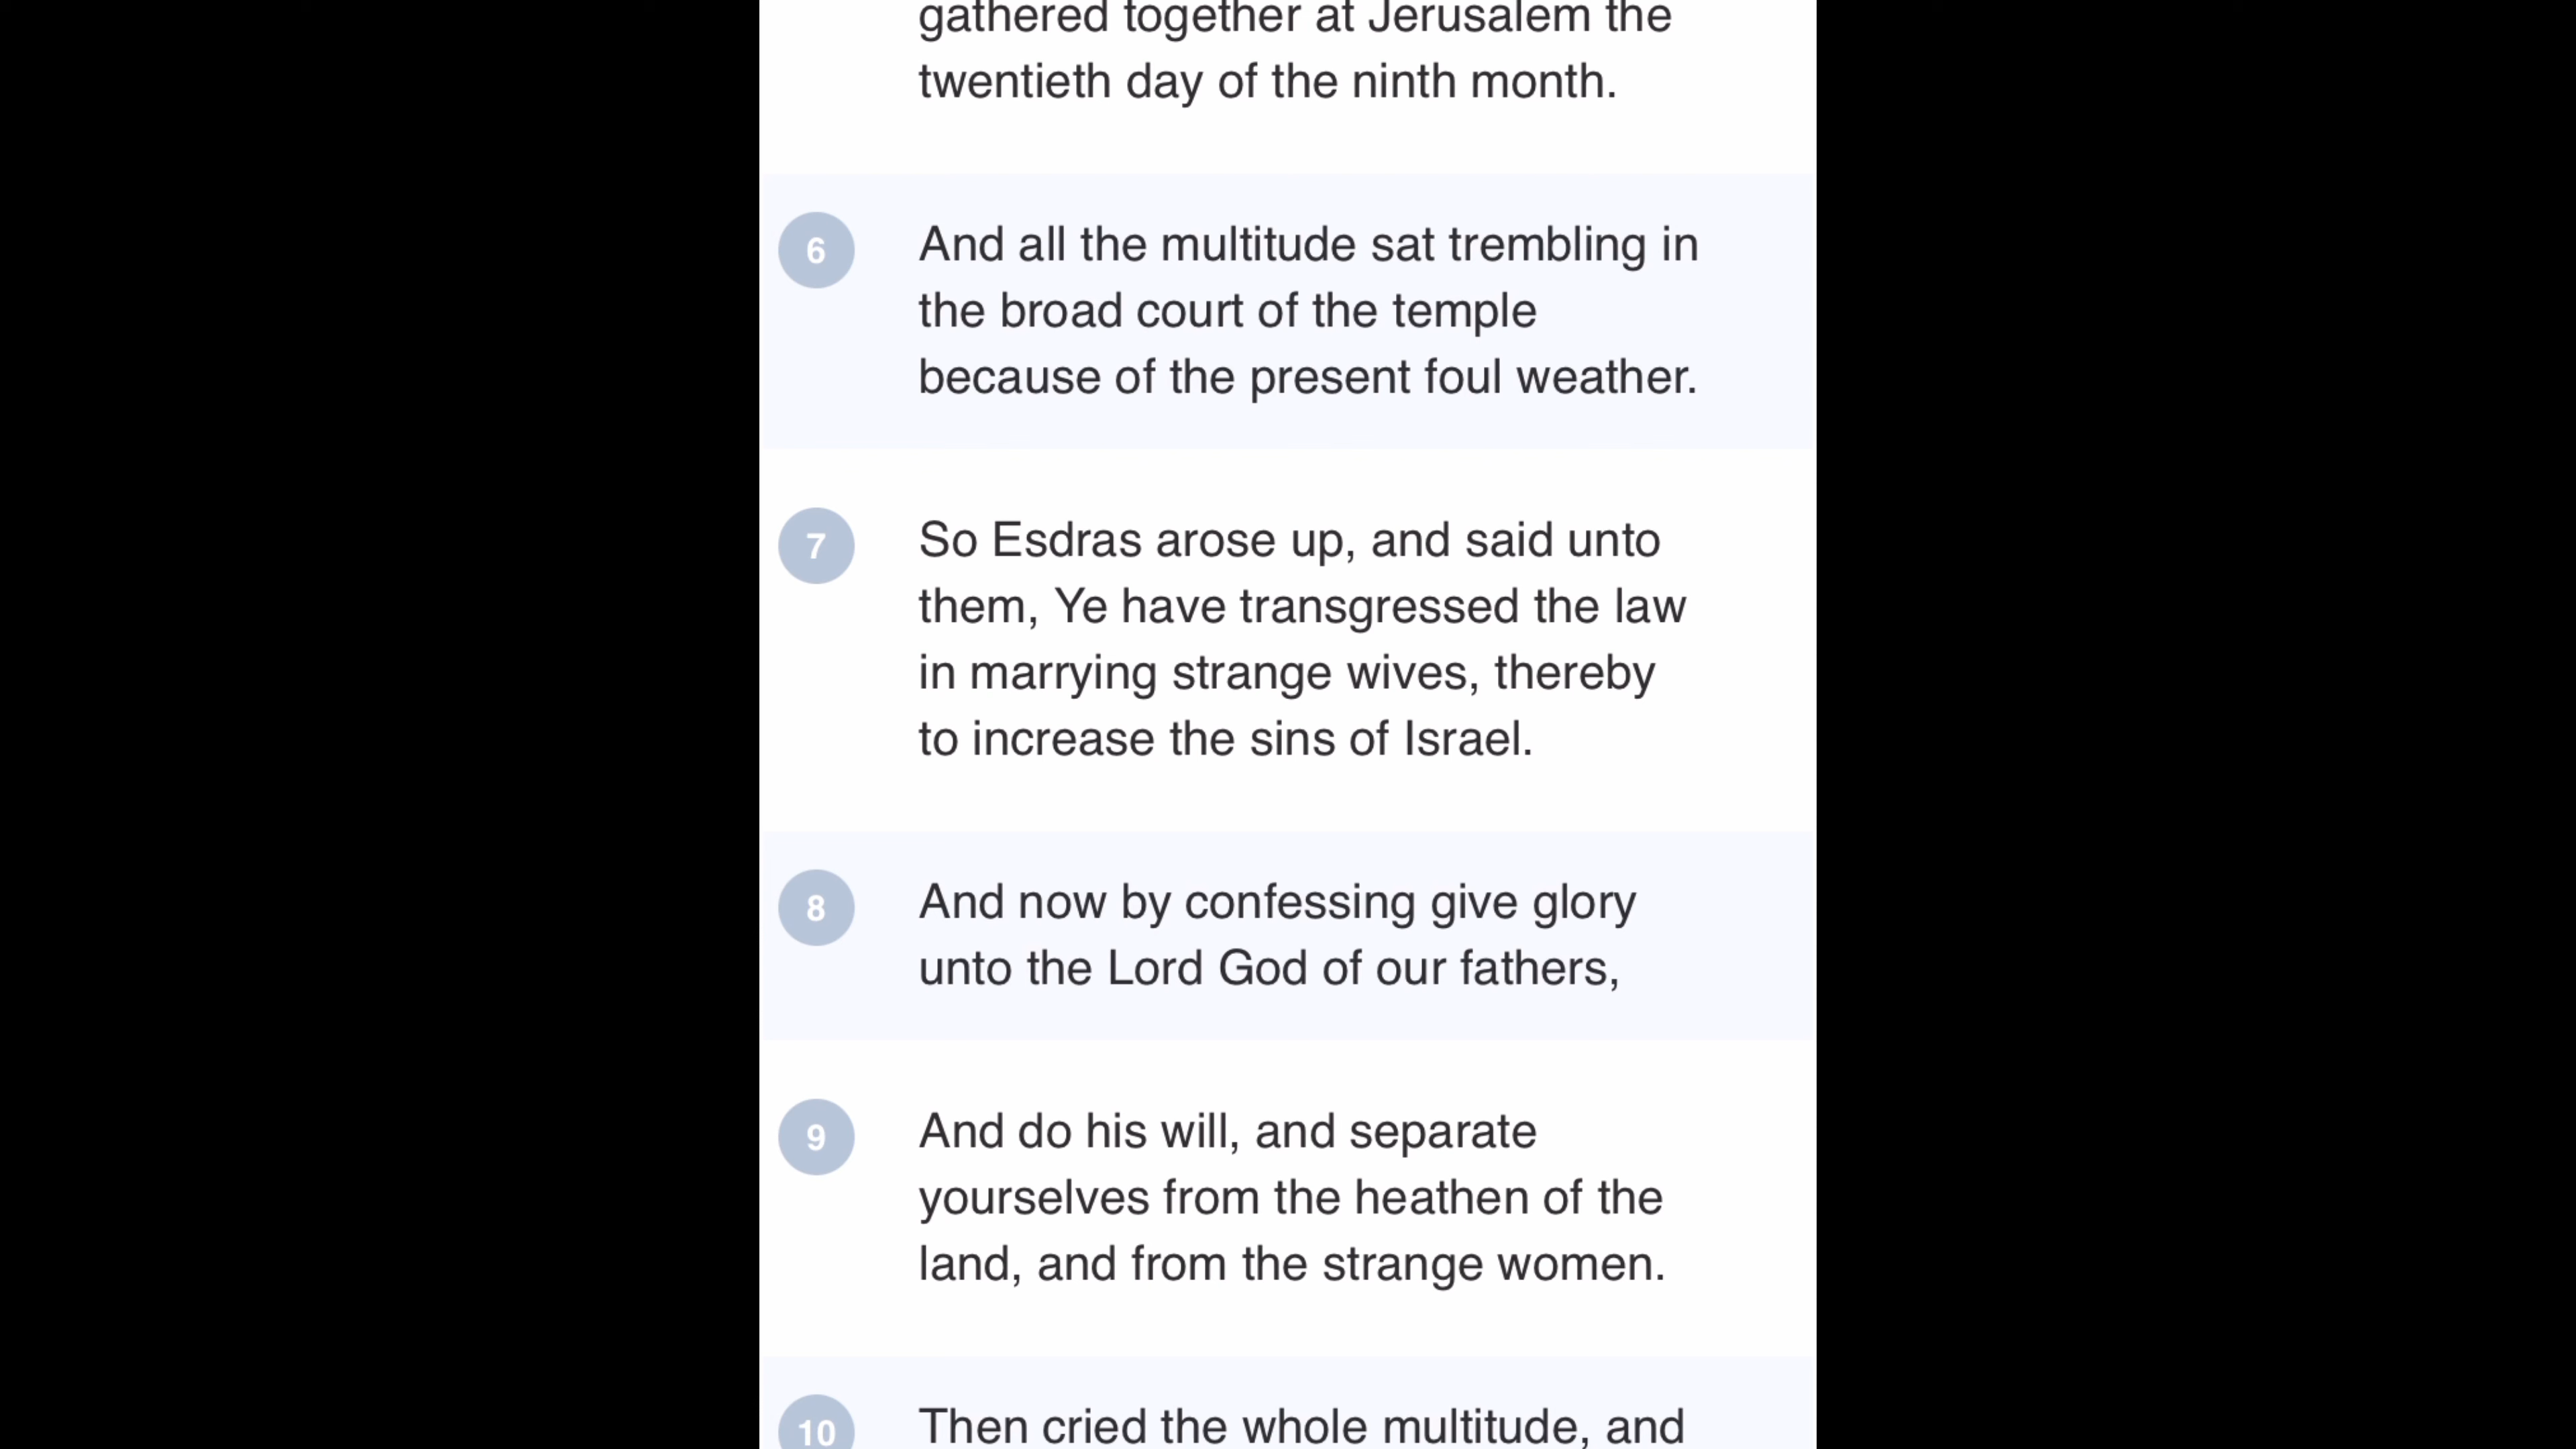 gathered together at Jerusalem the
twentieth day of the ninth month.
6 And all the multitude sat trembling in
the broad court of the temple
because of the present foul weather.
7 So Esdras arose up, and said unto
them, Ye have transgressed the law
in marrying strange wives, thereby
to increase the sins of Israel.
8 And now by confessing give glory
unto the Lord God of our fathers,
9 And do his will, and separate
yourselves from the heathen of the
land, and from the strange women.
10 Then cried the whole multitude, and